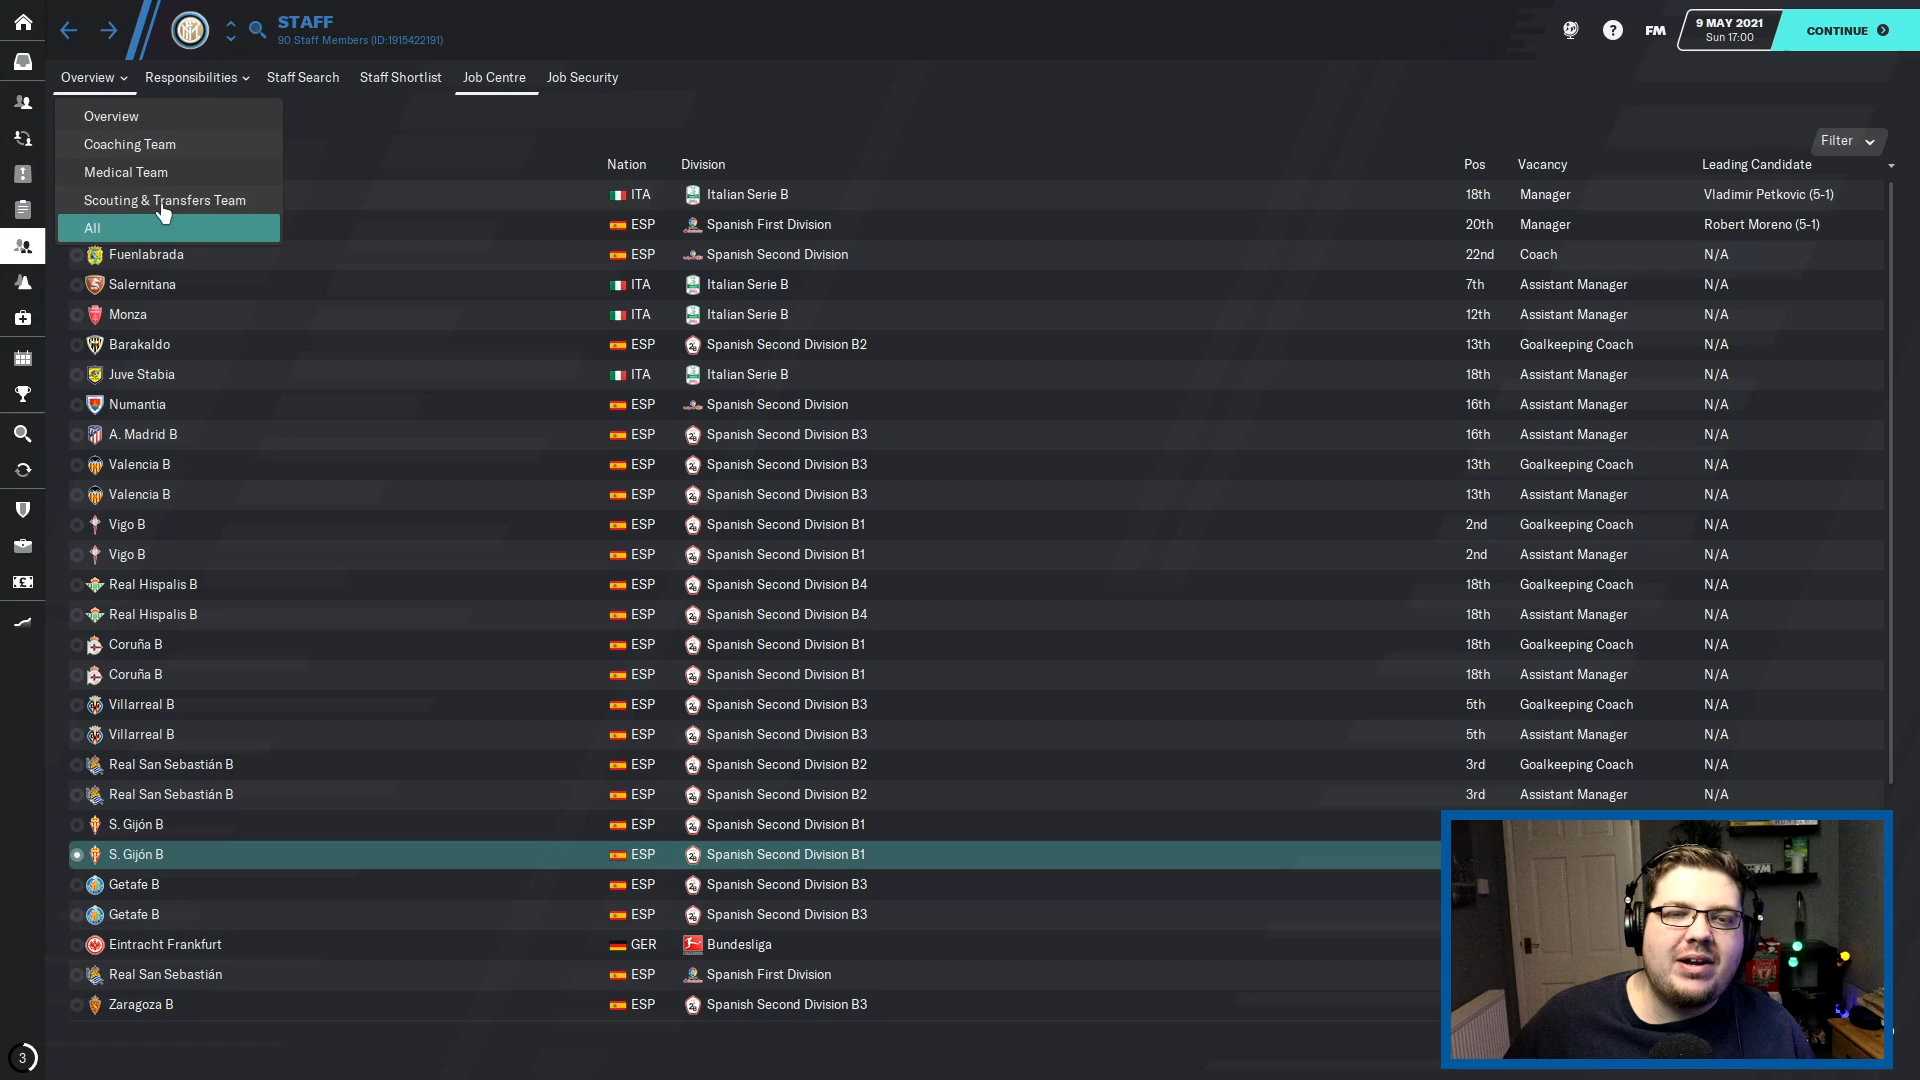 STAFF
90 Staff Members (ID:1915422191)
FM
9 MAY 2021
Sun 17:00
CONTINUE
Overview
Responsibilities
Staff Search
Staff Shortlist
Job Centre
Job Security
Overview
Coaching Team
Medical Team
Scouting & Transfers Team
All
Filter
Nation Division Pos Vacancy Leading Candidate
ITA Italian Serie B 18th Manager Vladimir Petkovic (5-1)
ESP Spanish First Division 20th Manager Robert Moreno (5-1)
Fuenlabrada ESP Spanish Second Division 22nd Coach N/A
Salernitana ITA Italian Serie B 7th Assistant Manager N/A
Monza ITA Italian Serie B 12th Assistant Manager N/A
Barakaldo ESP Spanish Second Division B2 13th Goalkeeping Coach N/A
Juve Stabia ITA Italian Serie B 18th Assistant Manager N/A
Numantia ESP Spanish Second Division 16th Assistant Manager N/A
A. Madrid B ESP Spanish Second Division B3 16th Assistant Manager N/A
Valencia B ESP Spanish Second Division B3 13th Goalkeeping Coach N/A
Valencia B ESP Spanish Second Division B3 13th Assistant Manager N/A
Vigo B ESP Spanish Second Division B1 2nd Goalkeeping Coach N/A
Vigo B ESP Spanish Second Division B1 2nd Assistant Manager N/A
Real Hispalis B ESP Spanish Second Division B4 18th Goalkeeping Coach N/A
Real Hispalis B ESP Spanish Second Division B4 18th Assistant Manager N/A
Coruña B ESP Spanish Second Division B1 18th Goalkeeping Coach N/A
Coruña B ESP Spanish Second Division B1 18th Assistant Manager N/A
Villarreal B ESP Spanish Second Division B3 5th Goalkeeping Coach N/A
Villarreal B ESP Spanish Second Division B3 5th Assistant Manager N/A
Real San Sebastián B ESP Spanish Second Division B2 3rd Goalkeeping Coach N/A
Real San Sebastián B ESP Spanish Second Division B2 3rd Assistant Manager N/A
S. Gijón B ESP Spanish Second Division B1
S. Gijón B ESP Spanish Second Division B1
Getafe B ESP Spanish Second Division B3
Getafe B ESP Spanish Second Division B3
Eintracht Frankfurt GER Bundesliga
Real San Sebastián ESP Spanish First Division
Zaragoza B ESP Spanish Second Division B3
3